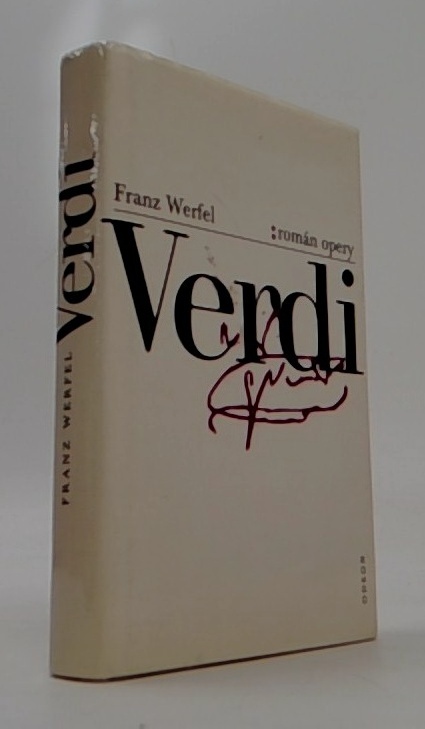 Franz Werfel
:román opery
Verdi
ODEON
FRANZ WERFEL Verdi